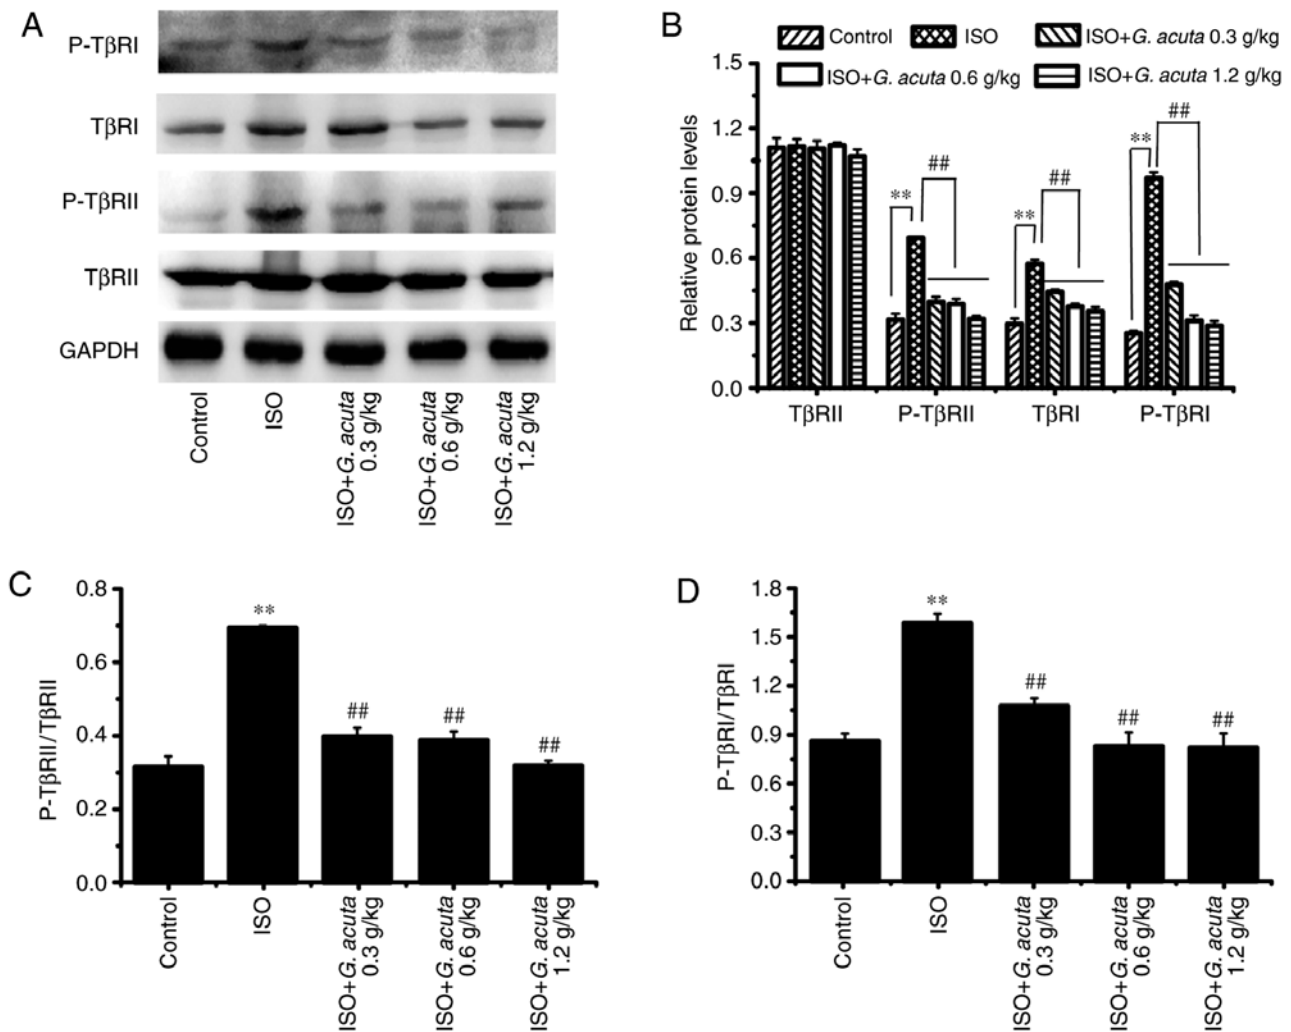 A
P-TβRI
TβRI
P-TβRII
TβRII
GAPDH
Control
ISO
ISO+G. acuta
0.3 g/kg
ISO+G. acuta
0.6 g/kg
ISO+G. acuta
1.2 g/kg
B
Control
ISO
ISO+G. acuta 0.3 g/kg
ISO+G. acuta 0.6 g/kg
ISO+G. acuta 1.2 g/kg
Relative protein levels
1.5
1.2
0.9
0.6
0.3
0.0
**
##
**
##
**
##
TβRII
P-TβRII
TβRI
P-TβRI
C
P-TβRII/TβRII
0.8
0.6
0.4
0.2
0.0
**
##
##
##
Control
ISO
ISO+G. acuta
0.3 g/kg
ISO+G. acuta
0.6 g/kg
ISO+G. acuta
1.2 g/kg
D
P-TβRI/TβRI
1.8
1.5
1.2
0.9
0.6
0.3
0.0
**
##
##
##
Control
ISO
ISO+G. acuta
0.3 g/kg
ISO+G. acuta
0.6 g/kg
ISO+G. acuta
1.2 g/kg